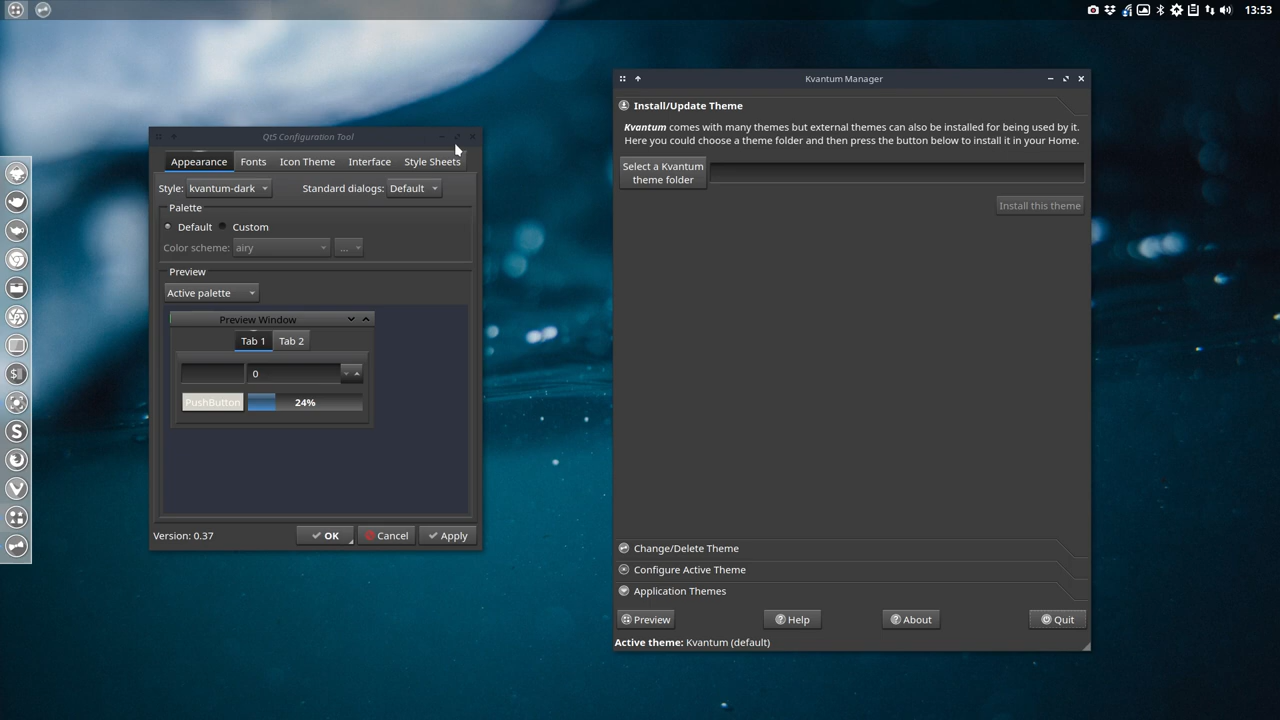 13:53
Qt5 Configuration Tool
Appearance Fonts Icon Theme Interface Style Sheets
Style: kvantum-dark Standard dialogs: Default
Palette
Default Custom
Color scheme: airy ...
Preview
Active palette
Preview Window
Tab 1 Tab 2
0
PushButton 24%
Version: 0.37 OK Cancel Apply
Kvantum Manager
Install/Update Theme
Kvantum comes with many themes but external themes can also be installed for being used by it.
Here you could choose a theme folder and then press the button below to install it in your Home.
Select a Kvantum
theme folder
Install this theme
Change/Delete Theme
Configure Active Theme
Application Themes
Preview Help About Quit
Active theme: Kvantum (default)